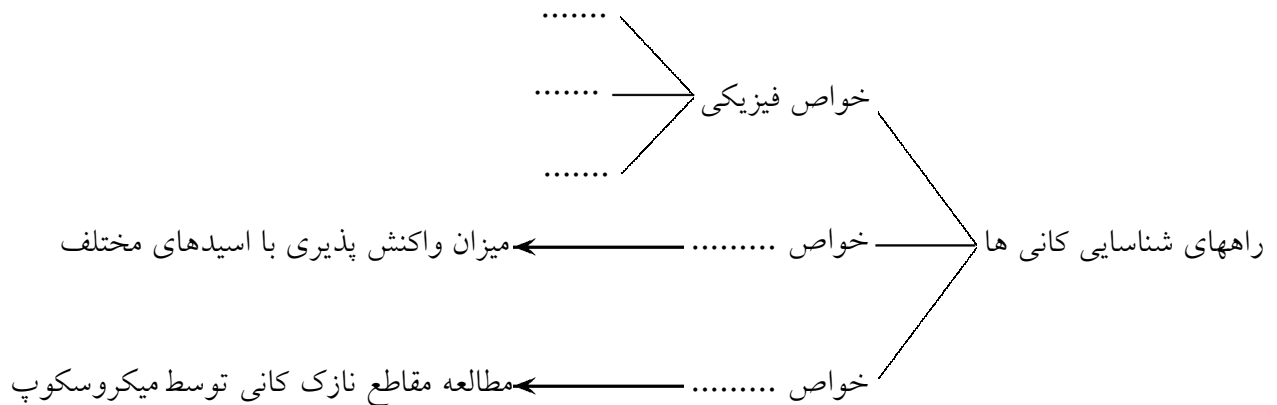 .......
خواص فیزیکی .......
.......
راههای شناسایی کانی ها خواص ......... میزان واکنش پذیری با اسیدهای مختلف
خواص ......... مطالعه مقاطع نازک کانی توسط میکروسکوپ